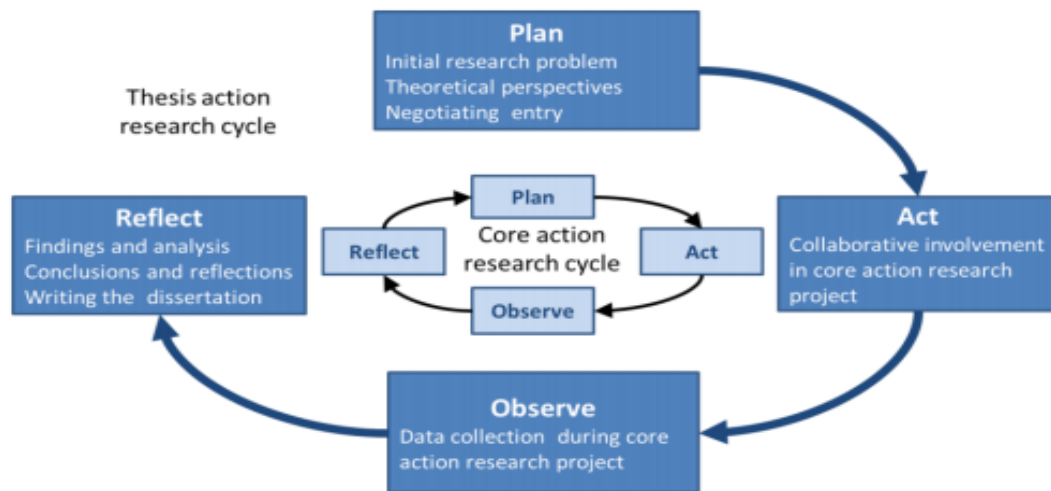 Plan
Initial research problem
Theoretical perspectives
Negotiating entry
Thesis action
research cycle
Reflect
Findings and analysis
Conclusions and reflections
Writing the dissertation
Plan
Reflect
Core action
research cycle
Act
Observe
Act
Collaborative involvement
in core action research
project
Observe
Data collection during core
action research project